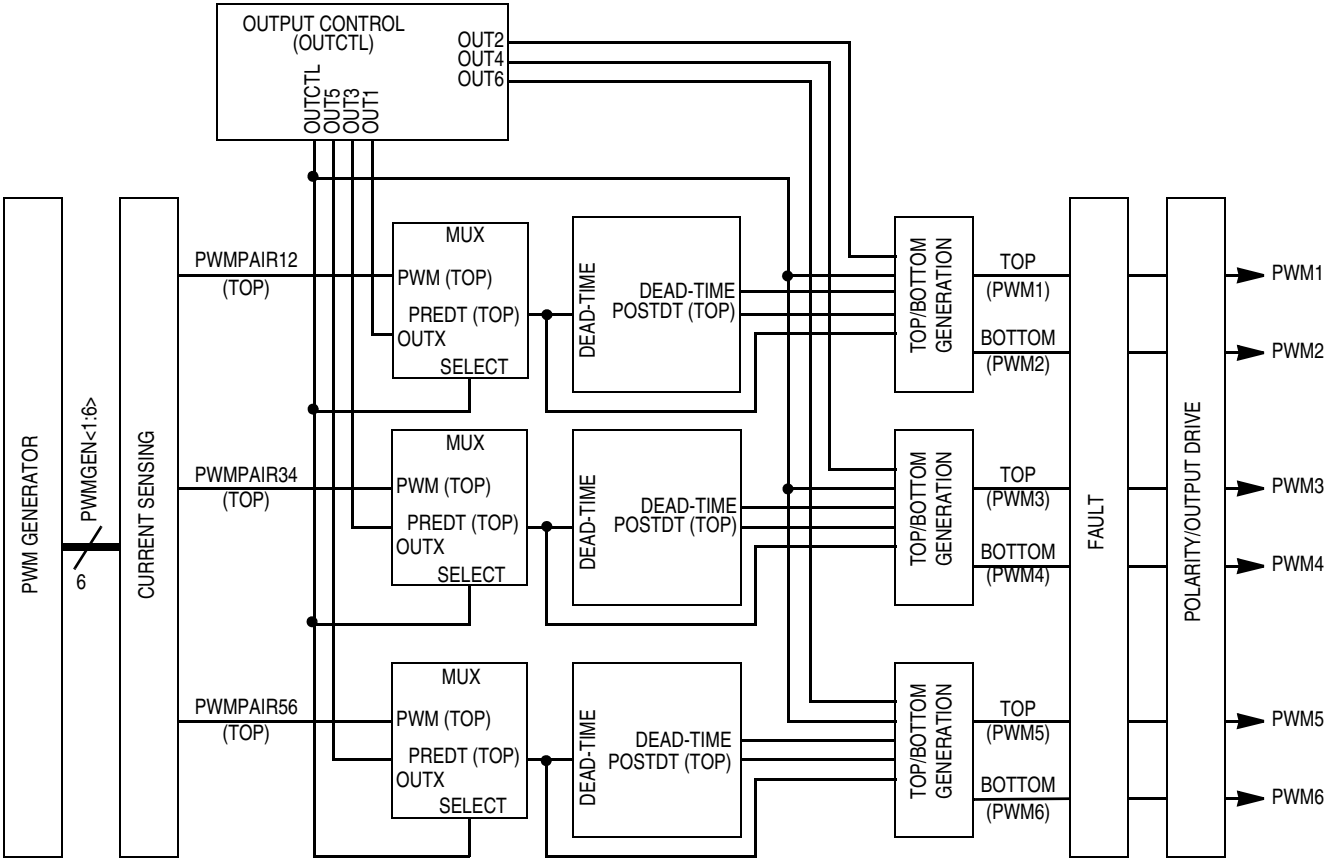 OUTPUT CONTROL
(OUTCTL)
OUT2
OUT4
OUT6
OUTCTL
OUT5
OUT3
OUT1
PWM GENERATOR
PWMGEN<1:6>
6
CURRENT SENSING
PWMPAIR12
(TOP)
MUX
PWM (TOP)
PREDT (TOP)
OUTX
SELECT
DEAD-TIME
DEAD-TIME
POSTDT (TOP)
TOP/BOTTOM
GENERATION
TOP
(PWM1)
BOTTOM
(PWM2)
PWMPAIR34
(TOP)
MUX
PWM (TOP)
PREDT (TOP)
OUTX
SELECT
DEAD-TIME
DEAD-TIME
POSTDT (TOP)
TOP/BOTTOM
GENERATION
TOP
(PWM3)
BOTTOM
(PWM4)
PWMPAIR56
(TOP)
MUX
PWM (TOP)
PREDT (TOP)
OUTX
SELECT
DEAD-TIME
DEAD-TIME
POSTDT (TOP)
TOP/BOTTOM
GENERATION
TOP
(PWM5)
BOTTOM
(PWM6)
FAULT
POLARITY/OUTPUT DRIVE
PWM1
PWM2
PWM3
PWM4
PWM5
PWM6